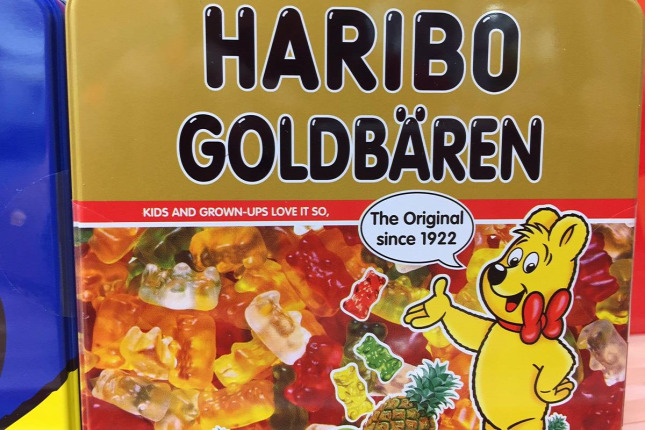 HARIBO
GOLDBÄREN
KIDS AND GROWN-UPS LOVE IT SO,
The Original
since 1922